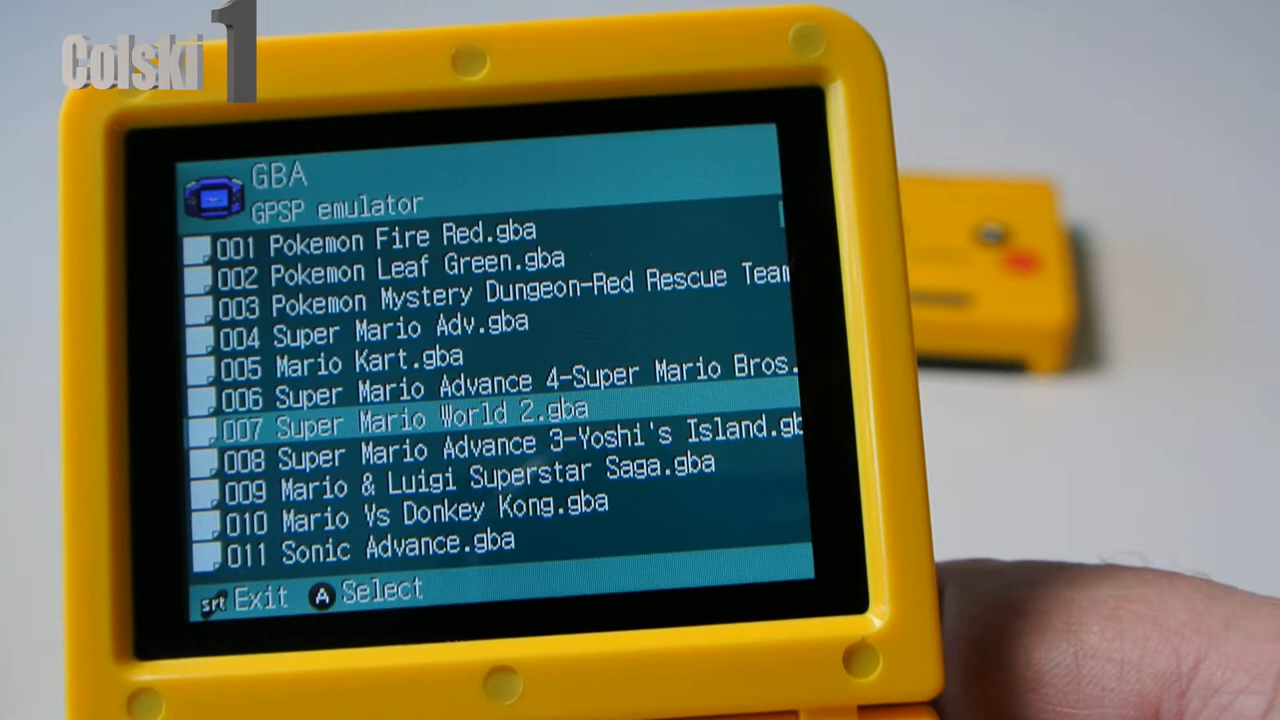 Colski 1
GBA
GPSP emulator
001 Pokemon Fire Red.gba
002 Pokemon Leaf Green.gba
003 Pokemon Mystery Dungeon-Red Rescue Team
004 Super Mario Adv.gba
005 Mario Kart.gba
006 Super Mario Advance 4-Super Mario Bros.
007 Super Mario World 2.gba
008 Super Mario Advance 3-Yoshi's Island.gb
009 Mario & Luigi Superstar Saga.gba
010 Mario Vs Donkey Kong.gba
011 Sonic Advance.gba
srt Exit A Select